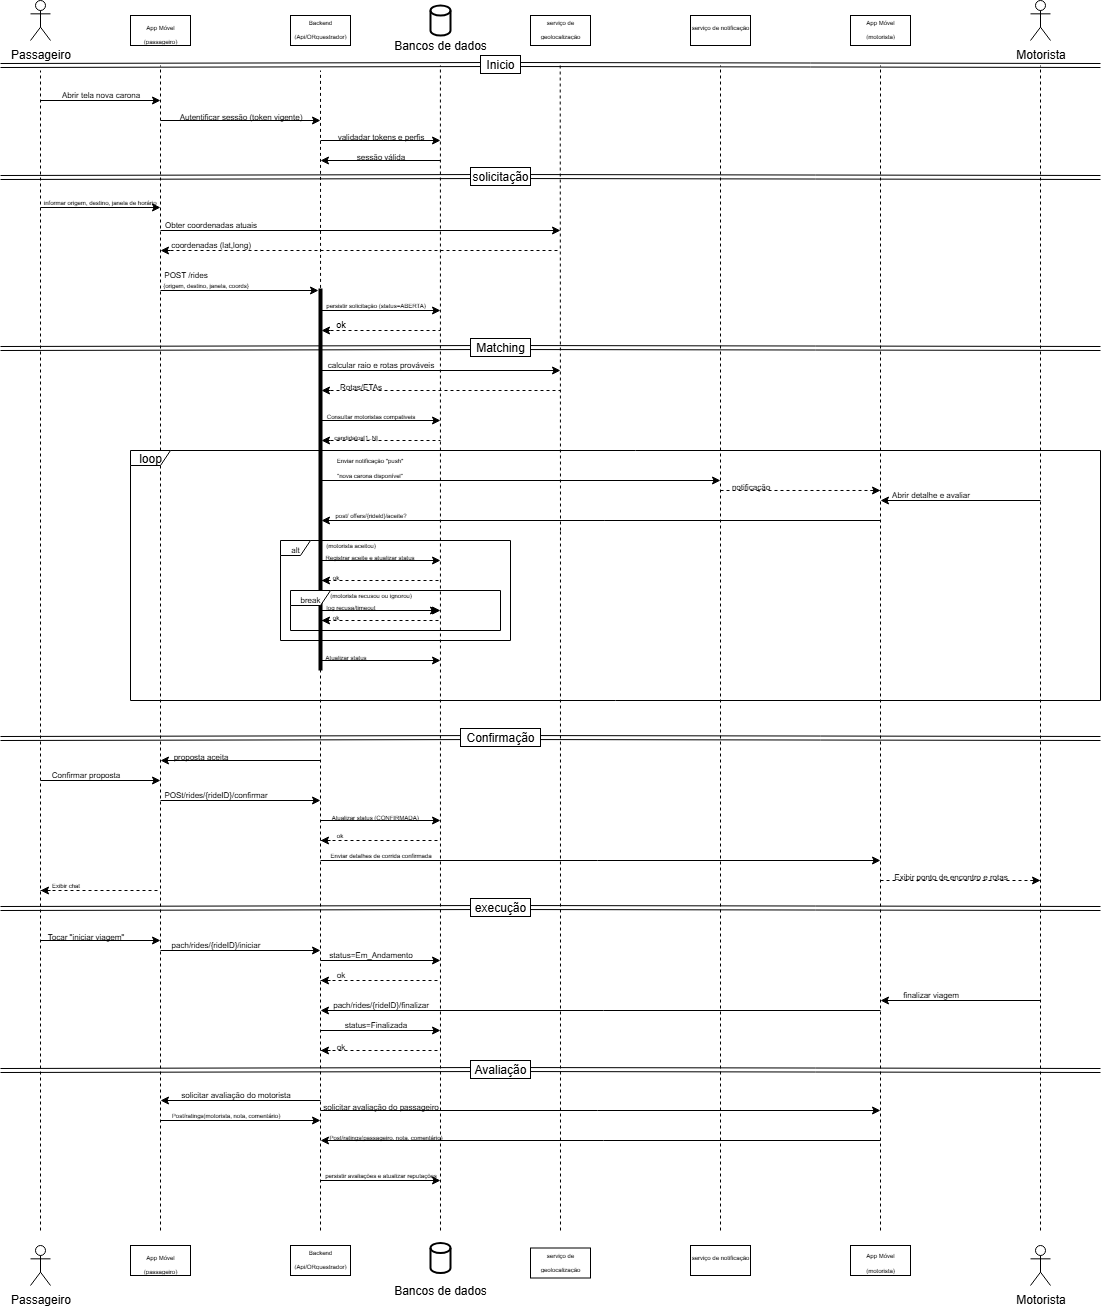 App Móvel
(passageiro)
Backend
(Api/ORquestrador)
serviço de
geolocalização
serviço de notificação
App Móvel
(motorista)
Passageiro
Bancos de dados
Motorista
Inicio
Abrir tela nova carona
Autentificar sessão (token vigente)
validadar tokens e perfis
sessão válida
solicitação
informar origem, destino, janela de horário
Obter coordenadas atuais
coordenadas (lat,long)
POST /rides
(origem, destino, janela, coords)
persistir solicitação (status=ABERTA)
ok
Matching
calcular raio e rotas prováveis
Rotas/ETAs
Consultar motoristas compatíveis
loop
Enviar notificação "push"
"nova carona disponível"
notificação
Abrir detalhe e avaliar
post/ offers/{rideId}/aceite?
alt
(motorista aceitou)
Registrar aceite e atualizar status
ok
break
(motorista recusou ou ignorou)
log recusa/timeout
ok
Atualizar status
Confirmação
proposta aceita
Confirmar proposta
POSt/rides/{rideID}/confirmar
Atualizar status (CONFIRMADA)
ok
Enviar detalhes de corrida confirmada
Exibir ponto de encontro e rotas
Exibir chat
execução
Tocar "iniciar viagem"
pach/rides/{rideID}/iniciar
status=Em_Andamento
ok
finalizar viagem
pach/rides/{rideID}/finalizar
status=Finalizada
ok
Avaliação
solicitar avaliação do motorista
solicitar avaliação do passageiro
Post/ratings(motorista, nota, comentário)
Post/ratings(passageiro, nota, comentário)
persistir avaliações e atualizar reputações
App Móvel
(passageiro)
Backend
(Api/ORquestrador)
serviço de
geolocalização
serviço de notificação
App Móvel
(motorista)
Passageiro
Bancos de dados
Motorista